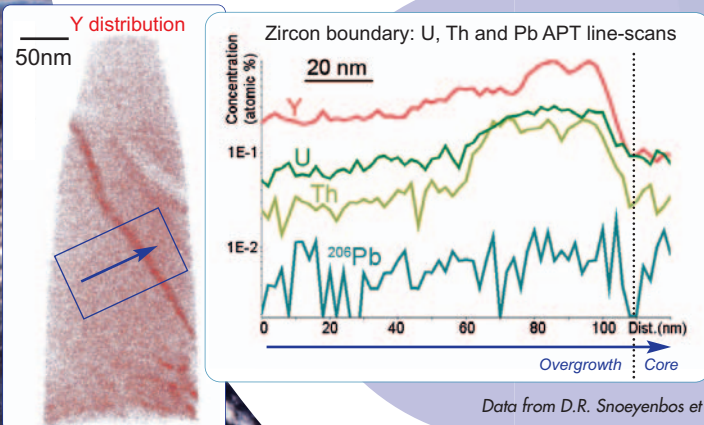 Y distribution
50nm
Zircon boundary: U, Th and Pb APT line-scans
Concentration
(atomic %)
20 nm
Y
1E-1
U
Th
1E-2
206Pb
0 20 40 60 80 100 Dist.(nm)
Overgrowth Core
Data from D.R. Snoeyenbos et